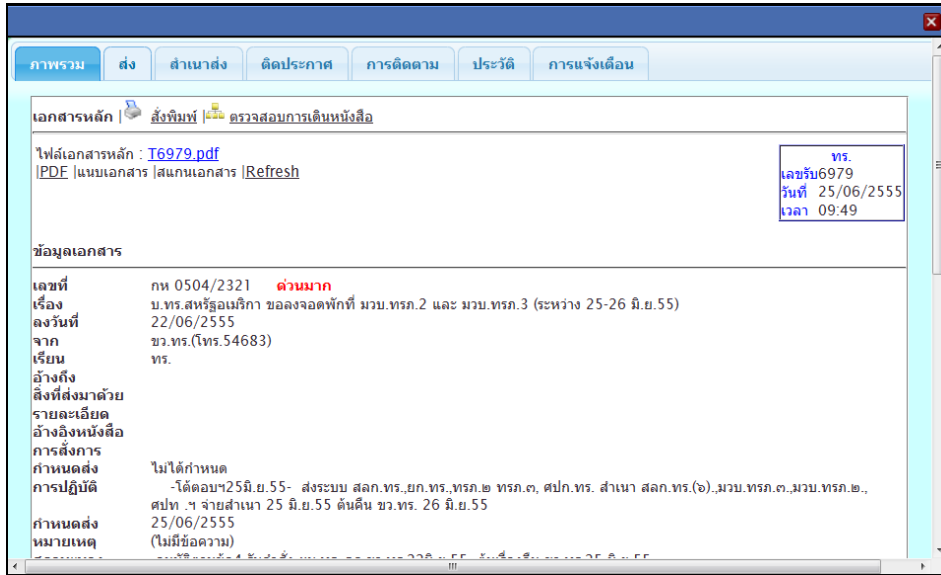 ภาพรวม ส่ง สำเนาส่ง ติดประกาศ การติดตาม ประวัติ การแจ้งเตือน
เอกสารหลัก | สั่งพิมพ์ | ตรวจสอบการเดินหนังสือ
ไฟล์เอกสารหลัก : T6979.pdf
|PDF |แนบเอกสาร |สแกนเอกสาร |Refresh
ทร.
เลขรับ6979
วันที่ 25/06/2555
เวลา 09:49
ข้อมูลเอกสาร
เลขที่ กห 0504/2321 ด่วนมาก
เรื่อง บ.ทร.สหรัฐอเมริกา ขอลงจอดพักที่ มวบ.ทรภ.2 และ มวบ.ทรภ.3 (ระหว่าง 25-26 มิ.ย.55)
ลงวันที่ 22/06/2555
จาก ขว.ทร.(โทร.54683)
เรียน ทร.
อ้างถึง
สิ่งที่ส่งมาด้วย
รายละเอียด
อ้างอิงหนังสือ
การสั่งการ
กำหนดส่ง ไม่ได้กำหนด
การปฏิบัติ -โต้ตอบฯ25มิ.ย.55- ส่งระบบ สลก.ทร.,ยก.ทร.,ทรภ.๒ ทรภ.๓, ศปก.ทร. สำเนา สลก.ทร.(๖).,มวบ.ทรภ.๓.,มวบ.ทรภ.๒.,
ศปท .ฯ จ่ายสำเนา 25 มิ.ย.55 ต้นคืน ขว.ทร. 26 มิ.ย.55
กำหนดส่ง 25/06/2555
หมายเหตุ (ไม่มีข้อความ)